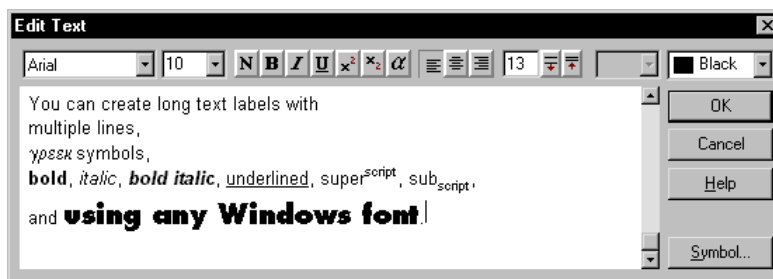 Edit Text
Arial 10 N B I U x² x₂ α 13 Black
You can create long text labels with
multiple lines,
γρεεκ symbols,
bold, italic, bold italic, underlined, superscript, subscript,
and using any Windows font.
OK
Cancel
Help
Symbol...